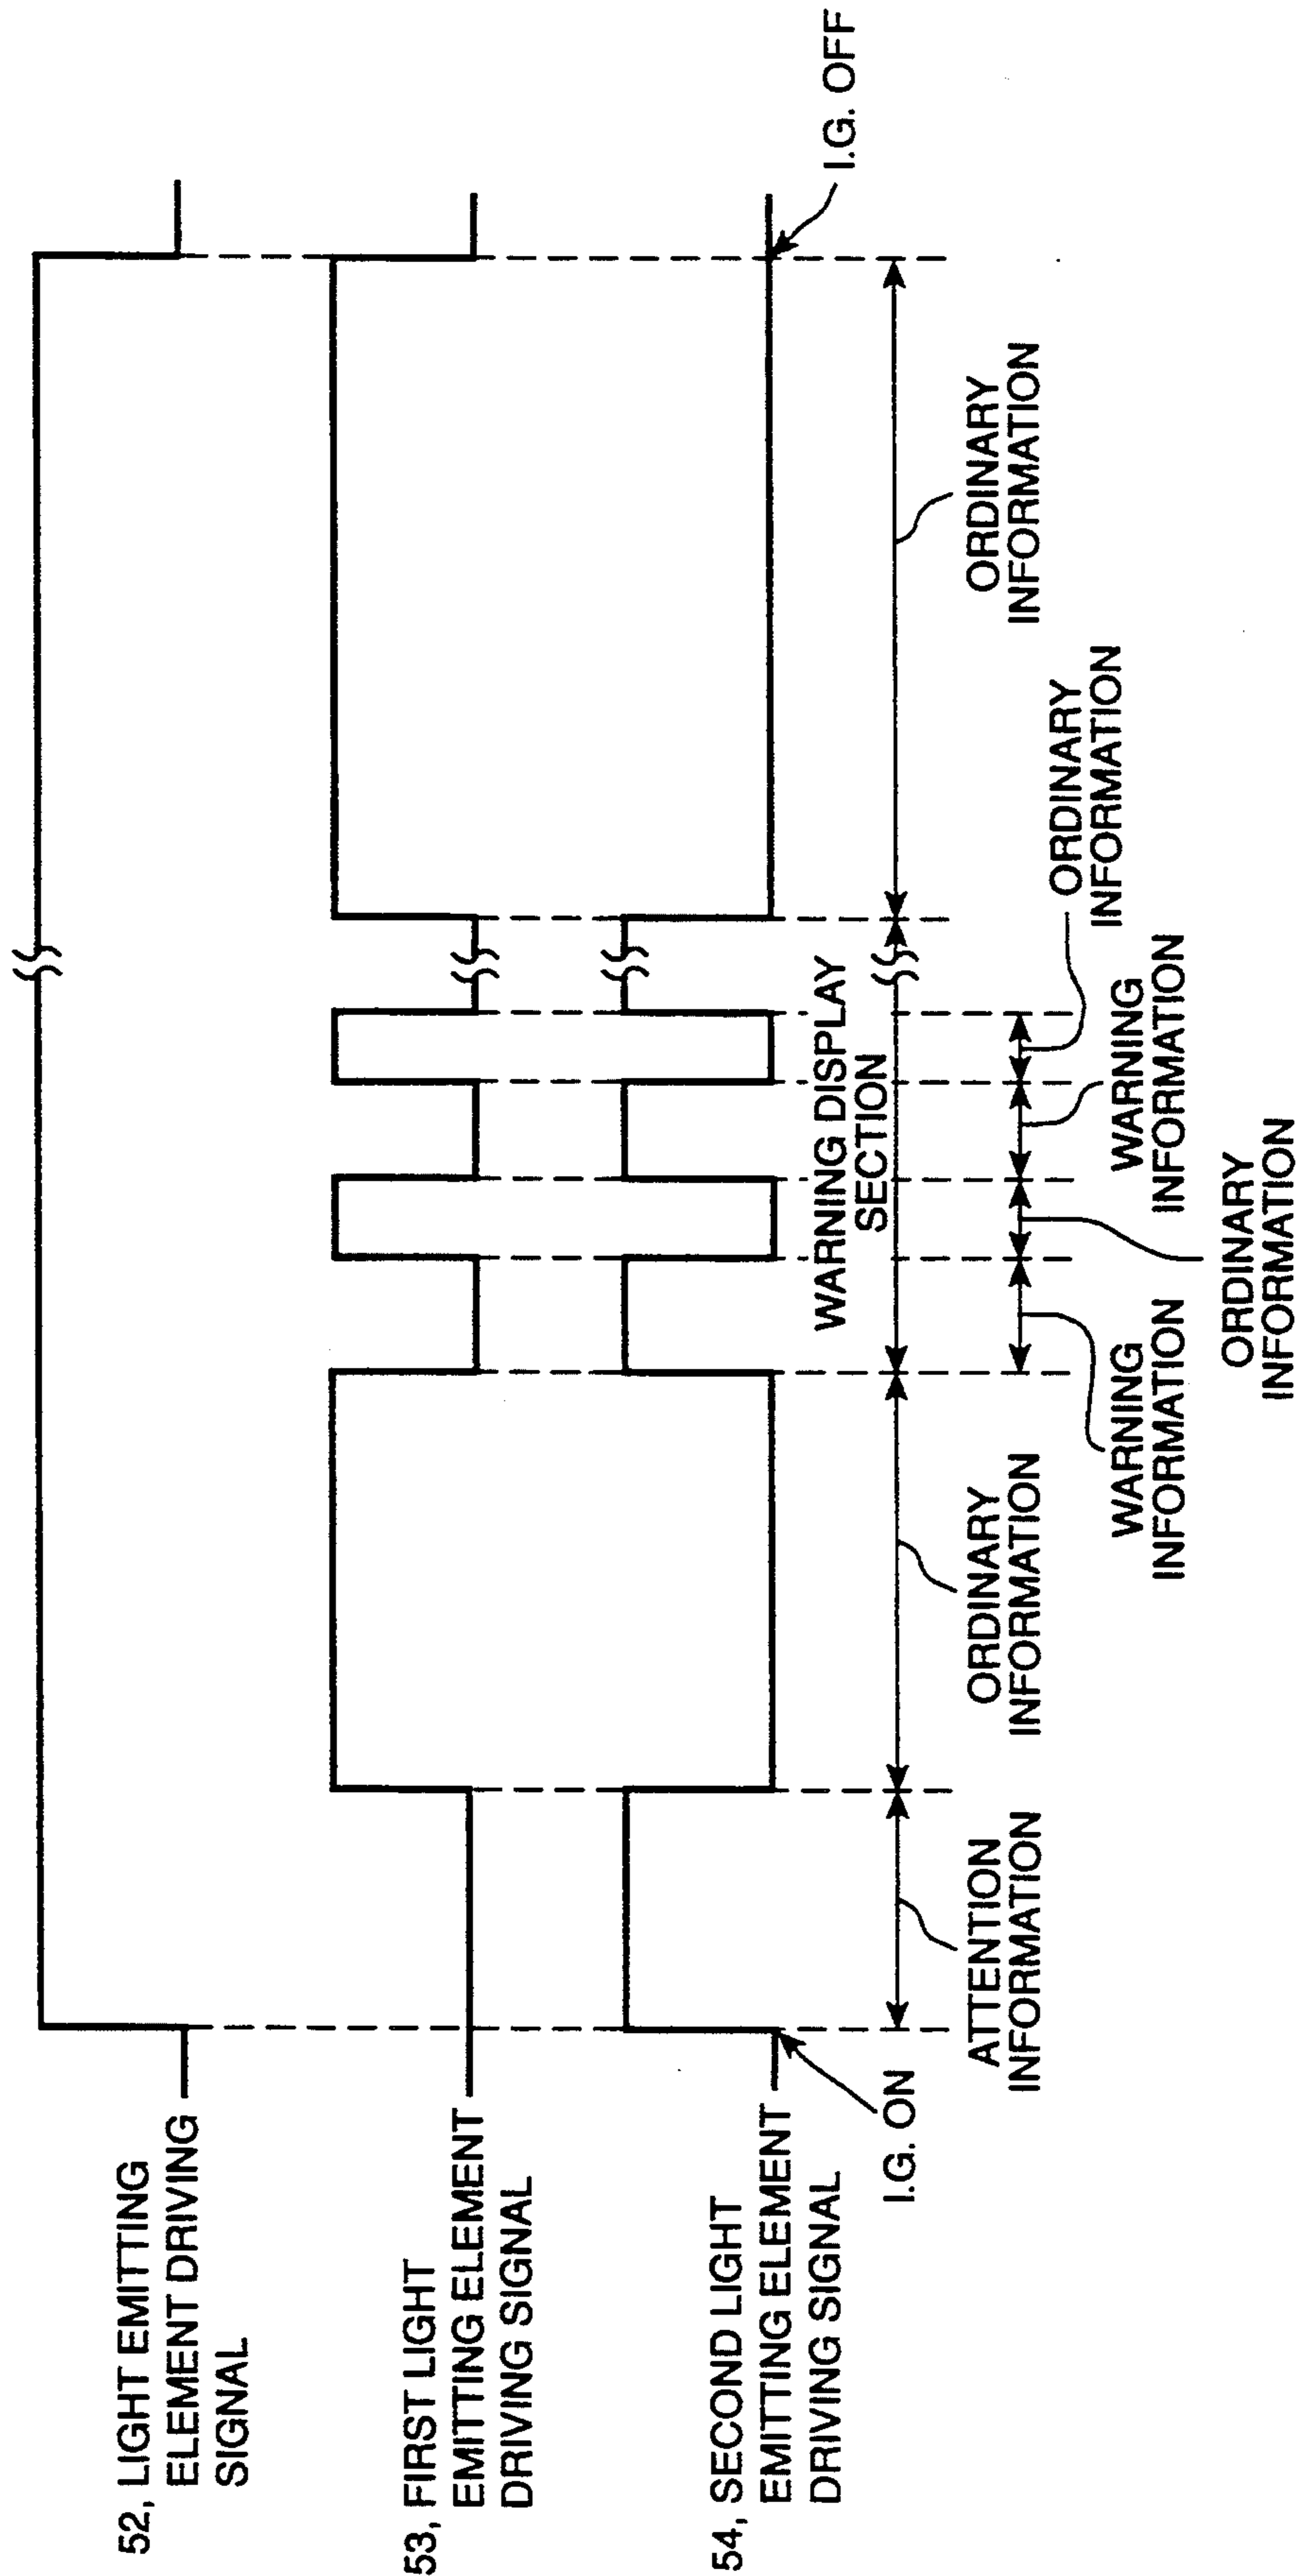 52, LIGHT EMITTING
ELEMENT DRIVING
SIGNAL
53, FIRST LIGHT
EMITTING ELEMENT
DRIVING SIGNAL
54, SECOND LIGHT
EMITTING ELEMENT
DRIVING SIGNAL
I.G. ON
I.G. OFF
ATTENTION
INFORMATION
ORDINARY
INFORMATION
WARNING DISPLAY
SECTION
ORDINARY
INFORMATION
WARNING
INFORMATION
ORDINARY
INFORMATION
WARNING
INFORMATION
ORDINARY
INFORMATION